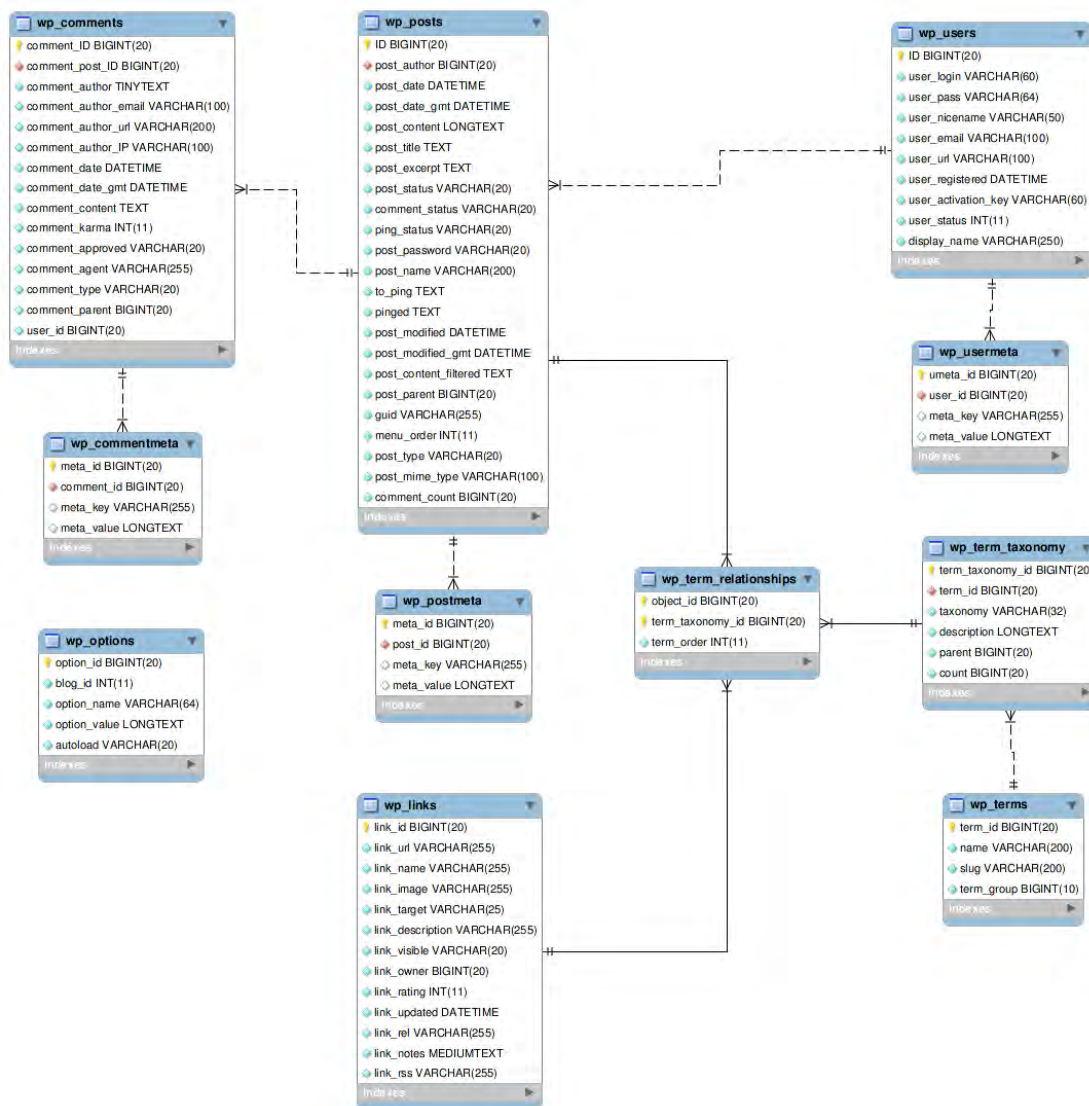 wp_comments
comment_ID BIGINT(20)
comment_post_ID BIGINT(20)
comment_author TINYTEXT
comment_author_email VARCHAR(100)
comment_author_url VARCHAR(200)
comment_author_IP VARCHAR(100)
comment_date DATETIME
comment_date_gmt DATETIME
comment_content TEXT
comment_karma INT(11)
comment_approved VARCHAR(20)
comment_agent VARCHAR(255)
comment_type VARCHAR(20)
comment_parent BIGINT(20)
user_id BIGINT(20)
Indexes
wp_commentmeta
meta_id BIGINT(20)
comment_id BIGINT(20)
meta_key VARCHAR(255)
meta_value LONGTEXT
Indexes
wp_options
option_id BIGINT(20)
blog_id INT(11)
option_name VARCHAR(64)
option_value LONGTEXT
autoload VARCHAR(20)
Indexes
wp_posts
ID BIGINT(20)
post_author BIGINT(20)
post_date DATETIME
post_date_gmt DATETIME
post_content LONGTEXT
post_title TEXT
post_excerpt TEXT
post_status VARCHAR(20)
comment_status VARCHAR(20)
ping_status VARCHAR(20)
post_password VARCHAR(20)
post_name VARCHAR(200)
to_ping TEXT
pinged TEXT
post_modified DATETIME
post_modified_gmt DATETIME
post_content_filtered TEXT
post_parent BIGINT(20)
guid VARCHAR(255)
menu_order INT(11)
post_type VARCHAR(20)
post_mime_type VARCHAR(100)
comment_count BIGINT(20)
Indexes
wp_postmeta
meta_id BIGINT(20)
post_id BIGINT(20)
meta_key VARCHAR(255)
meta_value LONGTEXT
Indexes
wp_links
link_id BIGINT(20)
link_url VARCHAR(255)
link_name VARCHAR(255)
link_image VARCHAR(255)
link_target VARCHAR(25)
link_description VARCHAR(255)
link_visible VARCHAR(20)
link_owner BIGINT(20)
link_rating INT(11)
link_updated DATETIME
link_rel VARCHAR(255)
link_notes MEDIUMTEXT
link_rss VARCHAR(255)
Indexes
wp_term_relationships
object_id BIGINT(20)
term_taxonomy_id BIGINT(20)
term_order INT(11)
Indexes
wp_users
ID BIGINT(20)
user_login VARCHAR(60)
user_pass VARCHAR(64)
user_nicename VARCHAR(50)
user_email VARCHAR(100)
user_url VARCHAR(100)
user_registered DATETIME
user_activation_key VARCHAR(60)
user_status INT(11)
display_name VARCHAR(250)
Indexes
wp_usermeta
umeta_id BIGINT(20)
user_id BIGINT(20)
meta_key VARCHAR(255)
meta_value LONGTEXT
Indexes
wp_term_taxonomy
term_taxonomy_id BIGINT(20
term_id BIGINT(20)
taxonomy VARCHAR(32)
description LONGTEXT
parent BIGINT(20)
count BIGINT(20)
Indexes
wp_terms
term_id BIGINT(20)
name VARCHAR(200)
slug VARCHAR(200)
term_group BIGINT(10)
Indexes